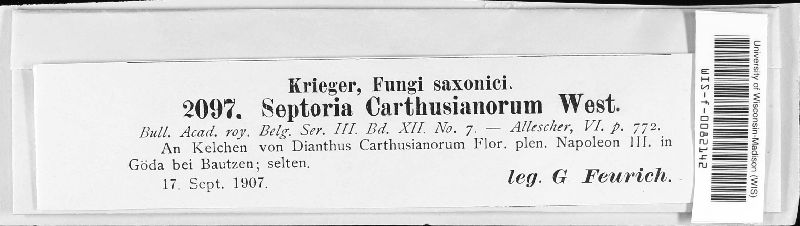 Krieger, Fungi saxonici.
2097. Septoria Carthusianorum West.
Bull. Acad. roy. Belg. Ser. III. Bd. XII. No. 7. — Allescher, VI. p. 772.
An Kelchen von Dianthus Carthusianorum Flor. plen. Napoleon III. in
Göda bei Bautzen; selten.
17. Sept. 1907.
leg. G Feurich.
University of Wisconsin-Madison (WIS)
WIS-f-0082142